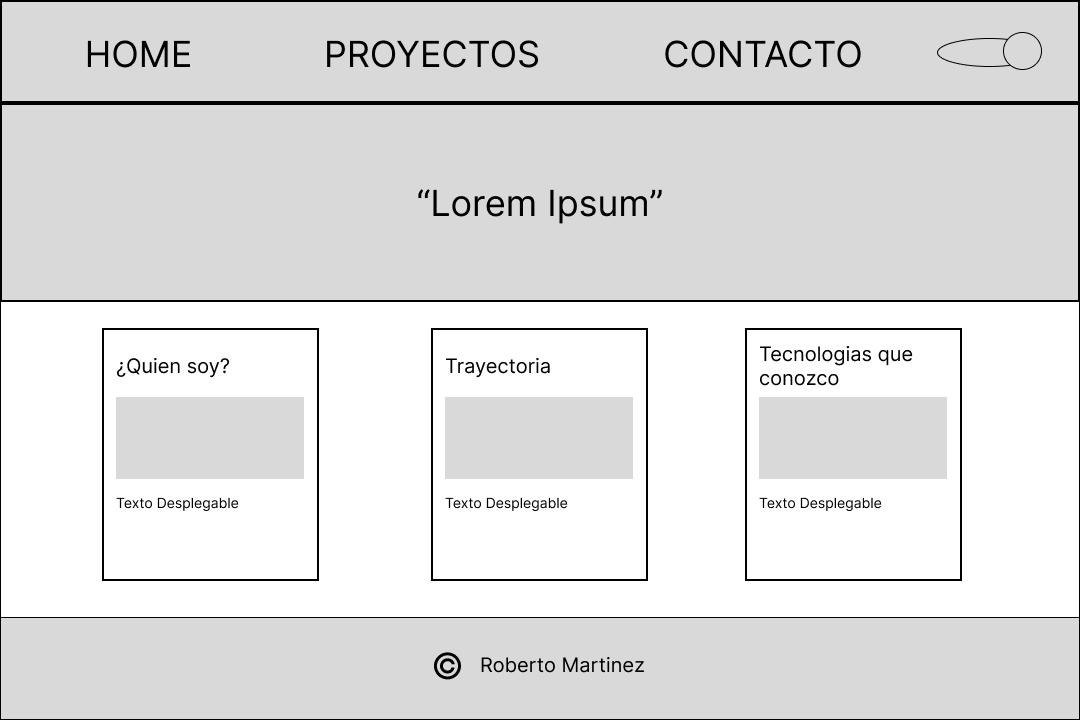 HOME PROYECTOS CONTACTO
“Lorem Ipsum”
¿Quien soy?
Texto Desplegable
Trayectoria
Texto Desplegable
Tecnologias que
conozco
Texto Desplegable
© Roberto Martinez